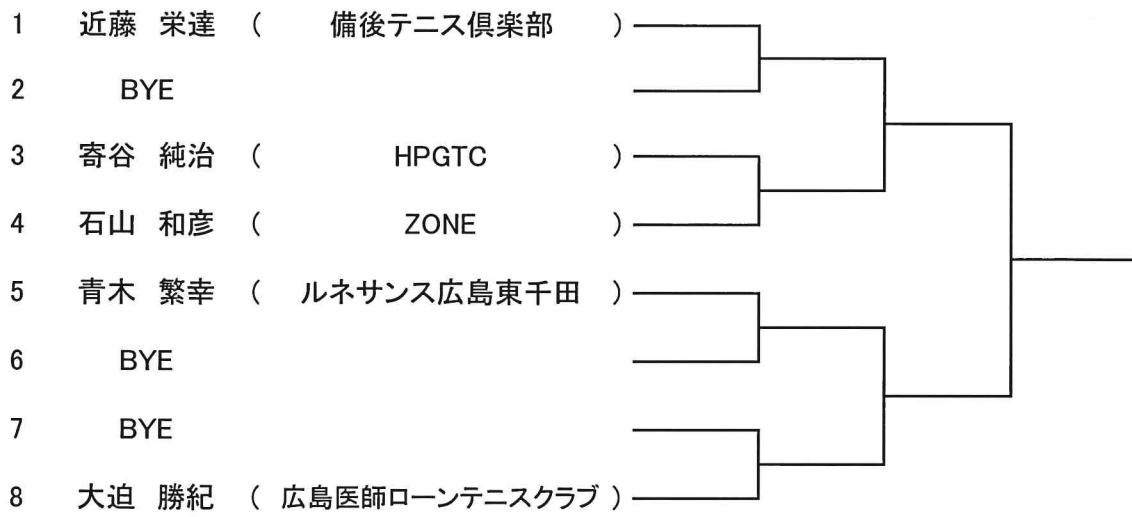 1 近藤 栄達 ( 備後テニス倶楽部 )
2 BYE
3 寄谷 純治 ( HPGTC )
4 石山 和彦 ( ZONE )
5 青木 繁幸 ( ルネサンス広島東千田 )
6 BYE
7 BYE
8 大迫 勝紀 ( 広島医師ローンテニスクラブ )